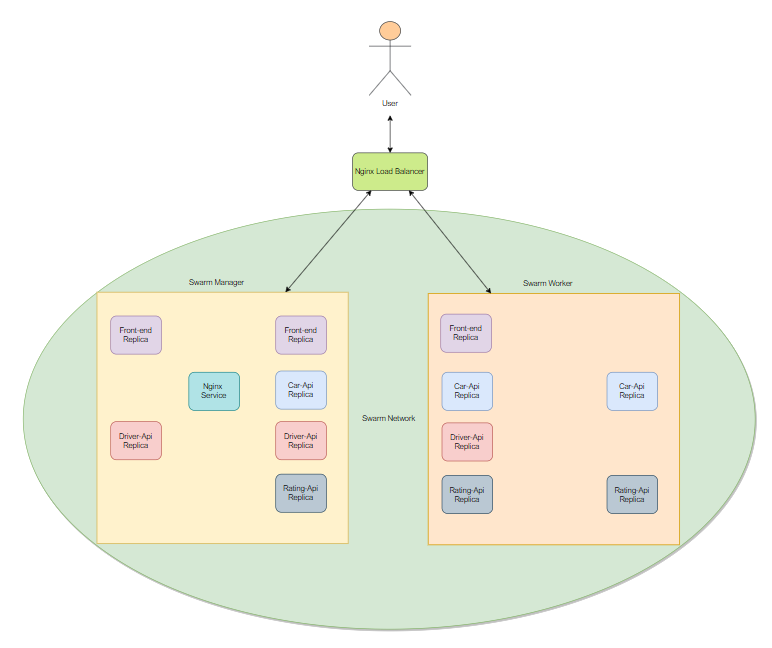 User
Nginx Load Balancer
Swarm Manager
Swarm Worker
Front-end
Replica
Front-end
Replica
Nginx
Service
Car-Api
Replica
Driver-Api
Replica
Driver-Api
Replica
Rating-Api
Replica
Swarm Network
Front-end
Replica
Car-Api
Replica
Car-Api
Replica
Driver-Api
Replica
Rating-Api
Replica
Rating-Api
Replica